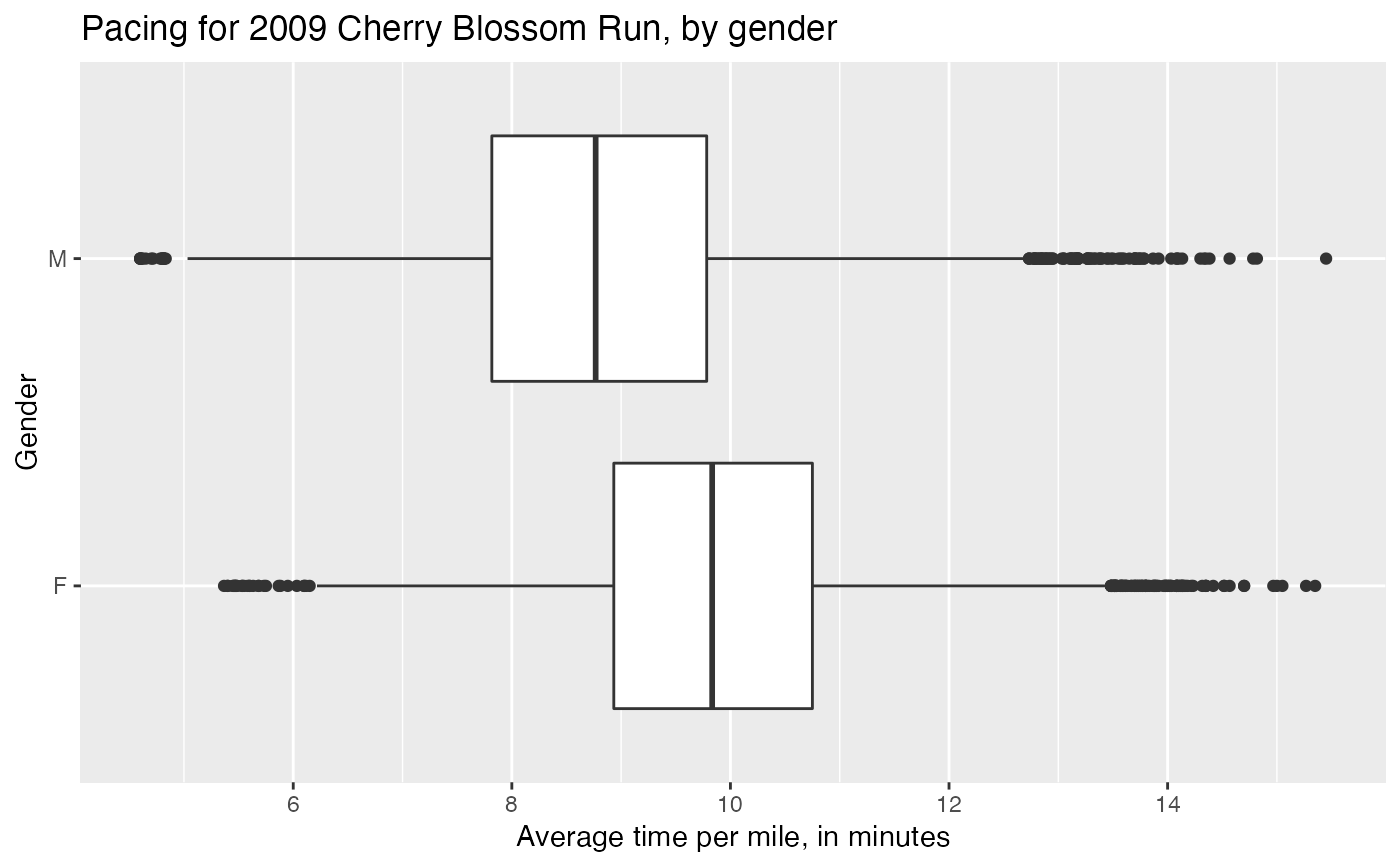 Pacing for 2009 Cherry Blossom Run, by gender
Gender
M
F
6 8 10 12 14
Average time per mile, in minutes